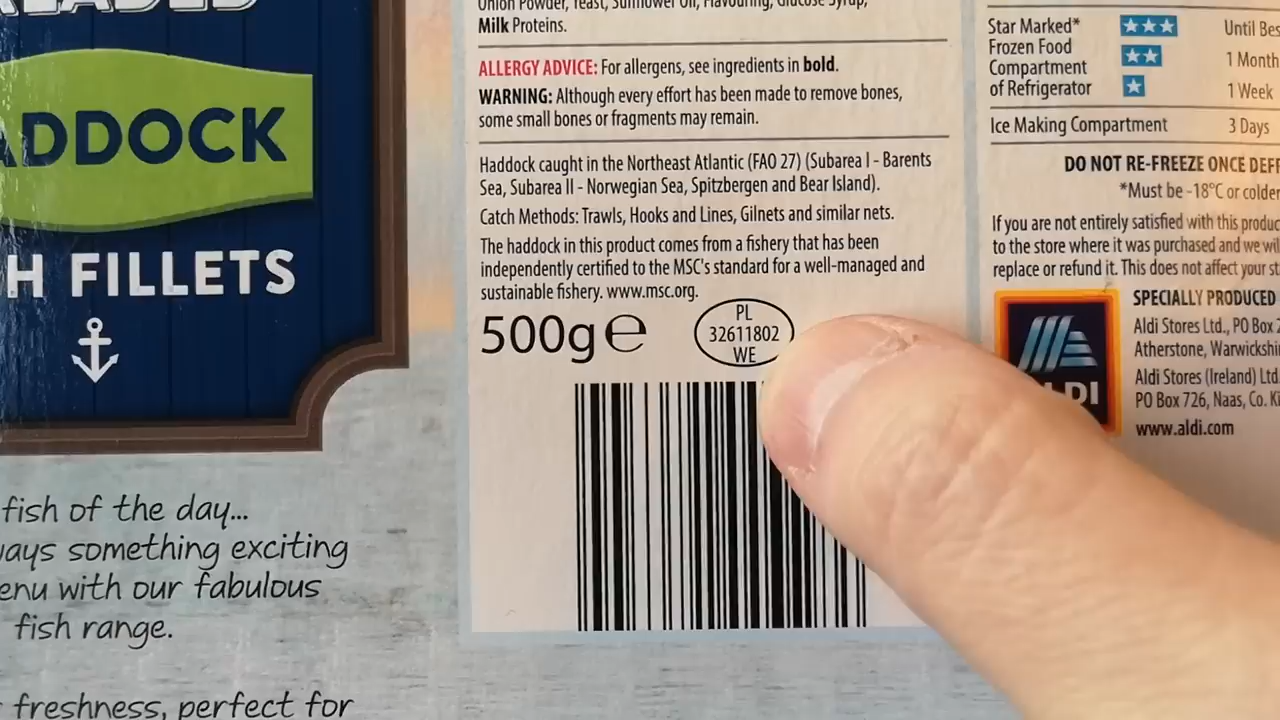 ADDOCK
H FILLETS
fish of the day...
something exciting
with our fabulous
fish range.
freshness, perfect for
Onion Powder, Yeast, Sunflower Oil, Flavouring, Glucose Syrup,
Milk Proteins.
ALLERGY ADVICE: For allergens, see ingredients in bold.
WARNING: Although every effort has been made to remove bones,
some small bones or fragments may remain.
Haddock caught in the Northeast Atlantic (FAO 27) (Subarea I - Barents
Sea, Subarea II - Norwegian Sea, Spitzbergen and Bear Island).
Catch Methods: Trawls, Hooks and Lines, Gilnets and similar nets.
The haddock in this product comes from a fishery that has been
independently certified to the MSC's standard for a well-managed and
sustainable fishery. www.msc.org.
500g e
PL
32611802
WE
Star Marked*
Frozen Food
Compartment
of Refrigerator
★★★ Until Bes
★★ 1 Month
★ 1 Week
Ice Making Compartment 3 Days
DO NOT RE-FREEZE ONCE DEF
*Must be -18°C or colder
If you are not entirely satisfied with this produc
to the store where it was purchased and we wil
replace or refund it. This does not affect your st
SPECIALLY PRODUCED
Aldi Stores Ltd., PO Box 2
Atherstone, Warwickshi
Aldi Stores (Ireland) Ltd.
PO Box 726, Naas, Co. Ki
www.aldi.com